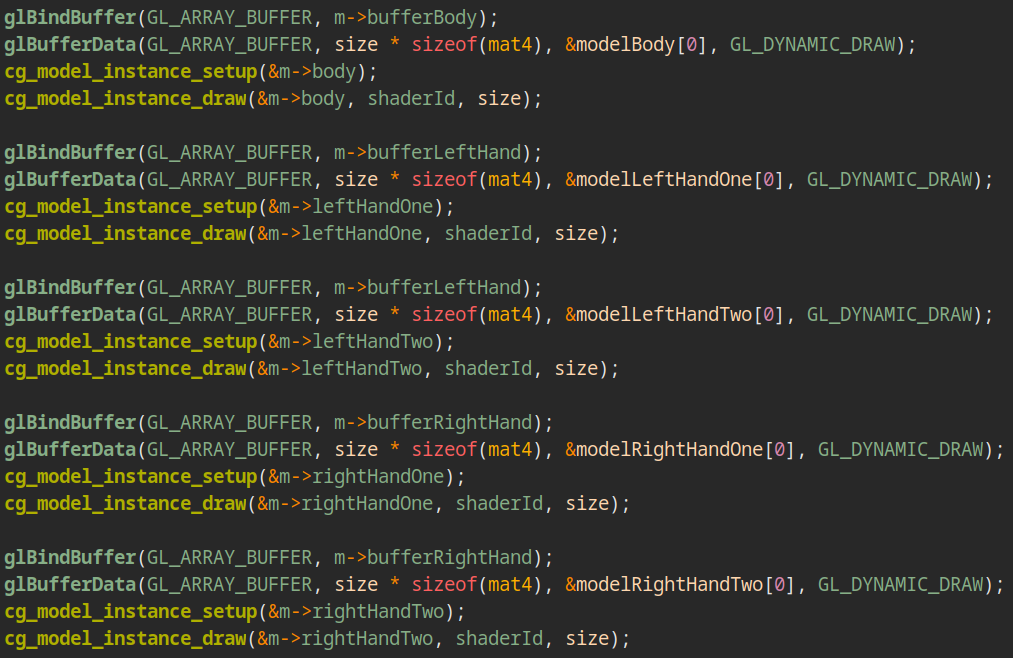 glBindBuffer(GL_ARRAY_BUFFER, m->bufferBody);
glBufferData(GL_ARRAY_BUFFER, size * sizeof(mat4), &modelBody[0], GL_DYNAMIC_DRAW);
cg_model_instance_setup(&m->body);
cg_model_instance_draw(&m->body, shaderId, size);

glBindBuffer(GL_ARRAY_BUFFER, m->bufferLeftHand);
glBufferData(GL_ARRAY_BUFFER, size * sizeof(mat4), &modelLeftHandOne[0], GL_DYNAMIC_DRAW);
cg_model_instance_setup(&m->leftHandOne);
cg_model_instance_draw(&m->leftHandOne, shaderId, size);

glBindBuffer(GL_ARRAY_BUFFER, m->bufferLeftHand);
glBufferData(GL_ARRAY_BUFFER, size * sizeof(mat4), &modelLeftHandTwo[0], GL_DYNAMIC_DRAW);
cg_model_instance_setup(&m->leftHandTwo);
cg_model_instance_draw(&m->leftHandTwo, shaderId, size);

glBindBuffer(GL_ARRAY_BUFFER, m->bufferRightHand);
glBufferData(GL_ARRAY_BUFFER, size * sizeof(mat4), &modelRightHandOne[0], GL_DYNAMIC_DRAW);
cg_model_instance_setup(&m->rightHandOne);
cg_model_instance_draw(&m->rightHandOne, shaderId, size);

glBindBuffer(GL_ARRAY_BUFFER, m->bufferRightHand);
glBufferData(GL_ARRAY_BUFFER, size * sizeof(mat4), &modelRightHandTwo[0], GL_DYNAMIC_DRAW);
cg_model_instance_setup(&m->rightHandTwo);
cg_model_instance_draw(&m->rightHandTwo, shaderId, size);